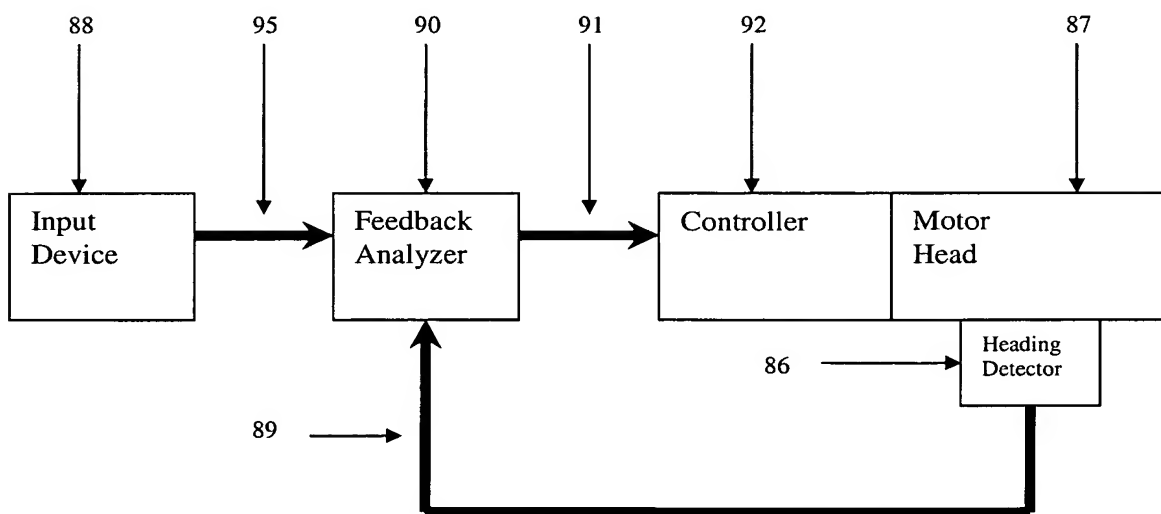 88 95 90 91 92 87
Input
Device
Feedback
Analyzer
Controller
Motor
Head
86
Heading
Detector
89